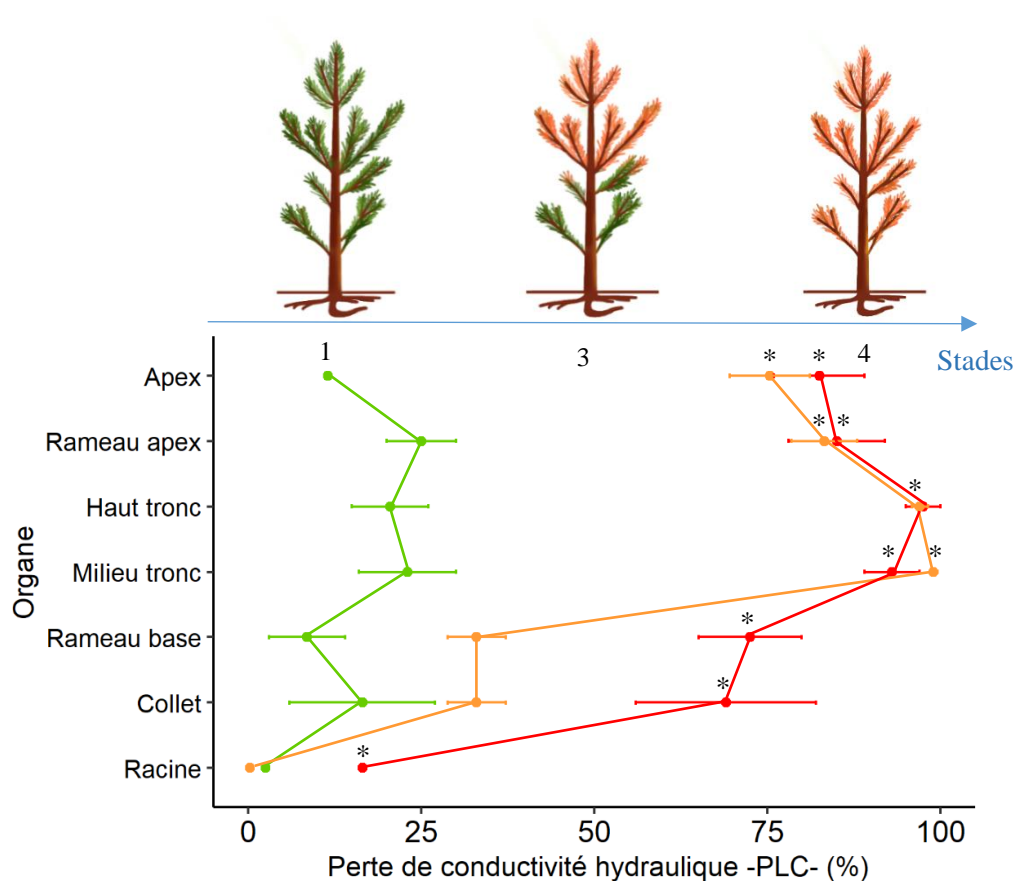 1
3
* * 4
Stades
Apex
* *
Rameau apex
*
Haut tronc
* *
Milieu tronc
*
Rameau base
*
Collet
*
Racine
Organe
0 25 50 75 100
Perte de conductivité hydraulique -PLC- (%)